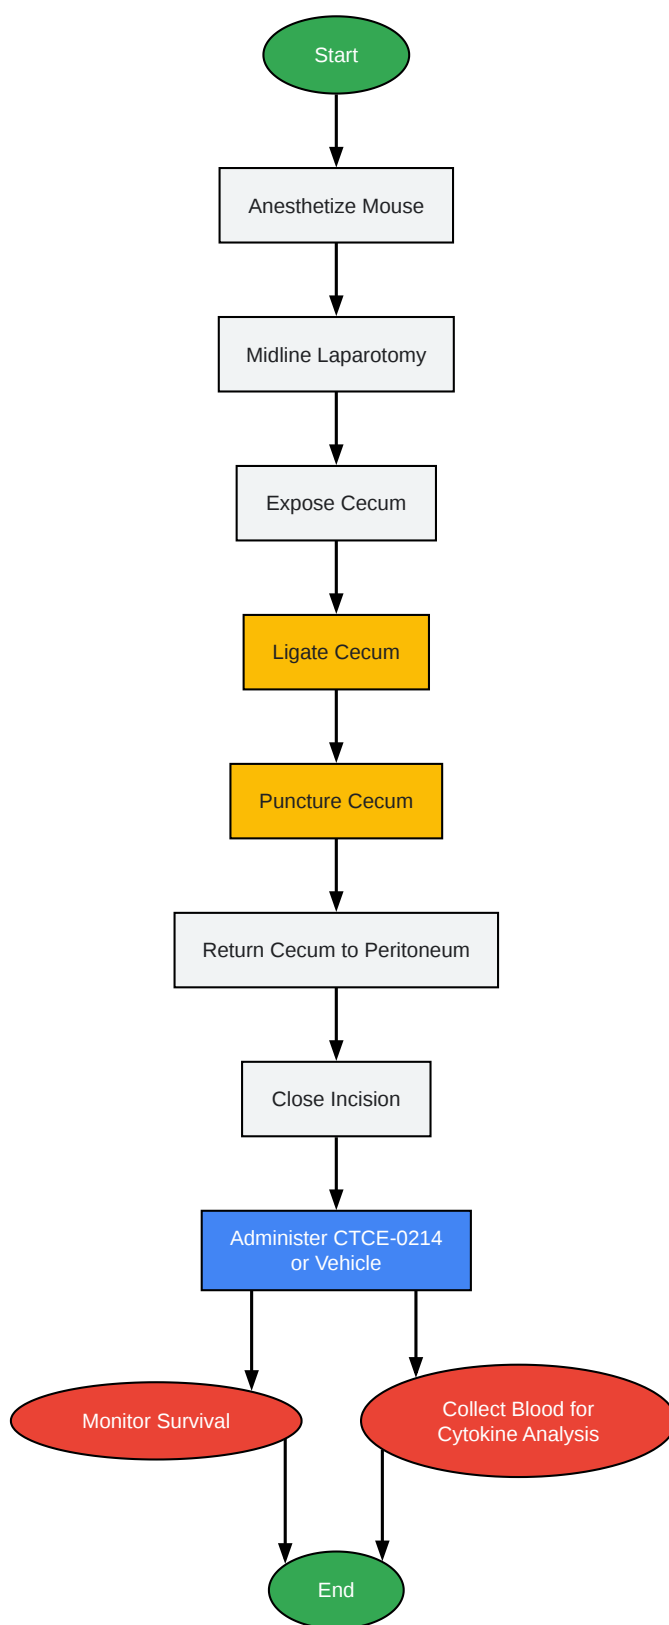 Start
Anesthetize Mouse
Midline Laparotomy
Expose Cecum
Ligate Cecum
Puncture Cecum
Return Cecum to Peritoneum
Close Incision
Administer CTCE-0214
or Vehicle
Monitor Survival
Collect Blood for
Cytokine Analysis
End